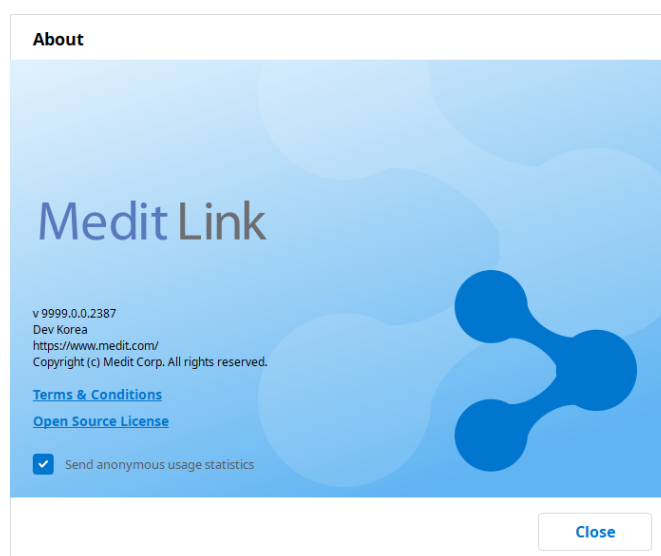 About
Medit Link
v 9999.0.0.2387
Dev Korea
https://www.medit.com/
Copyright (c) Medit Corp. All rights reserved.
Terms & Conditions
Open Source License
Send anonymous usage statistics
Close